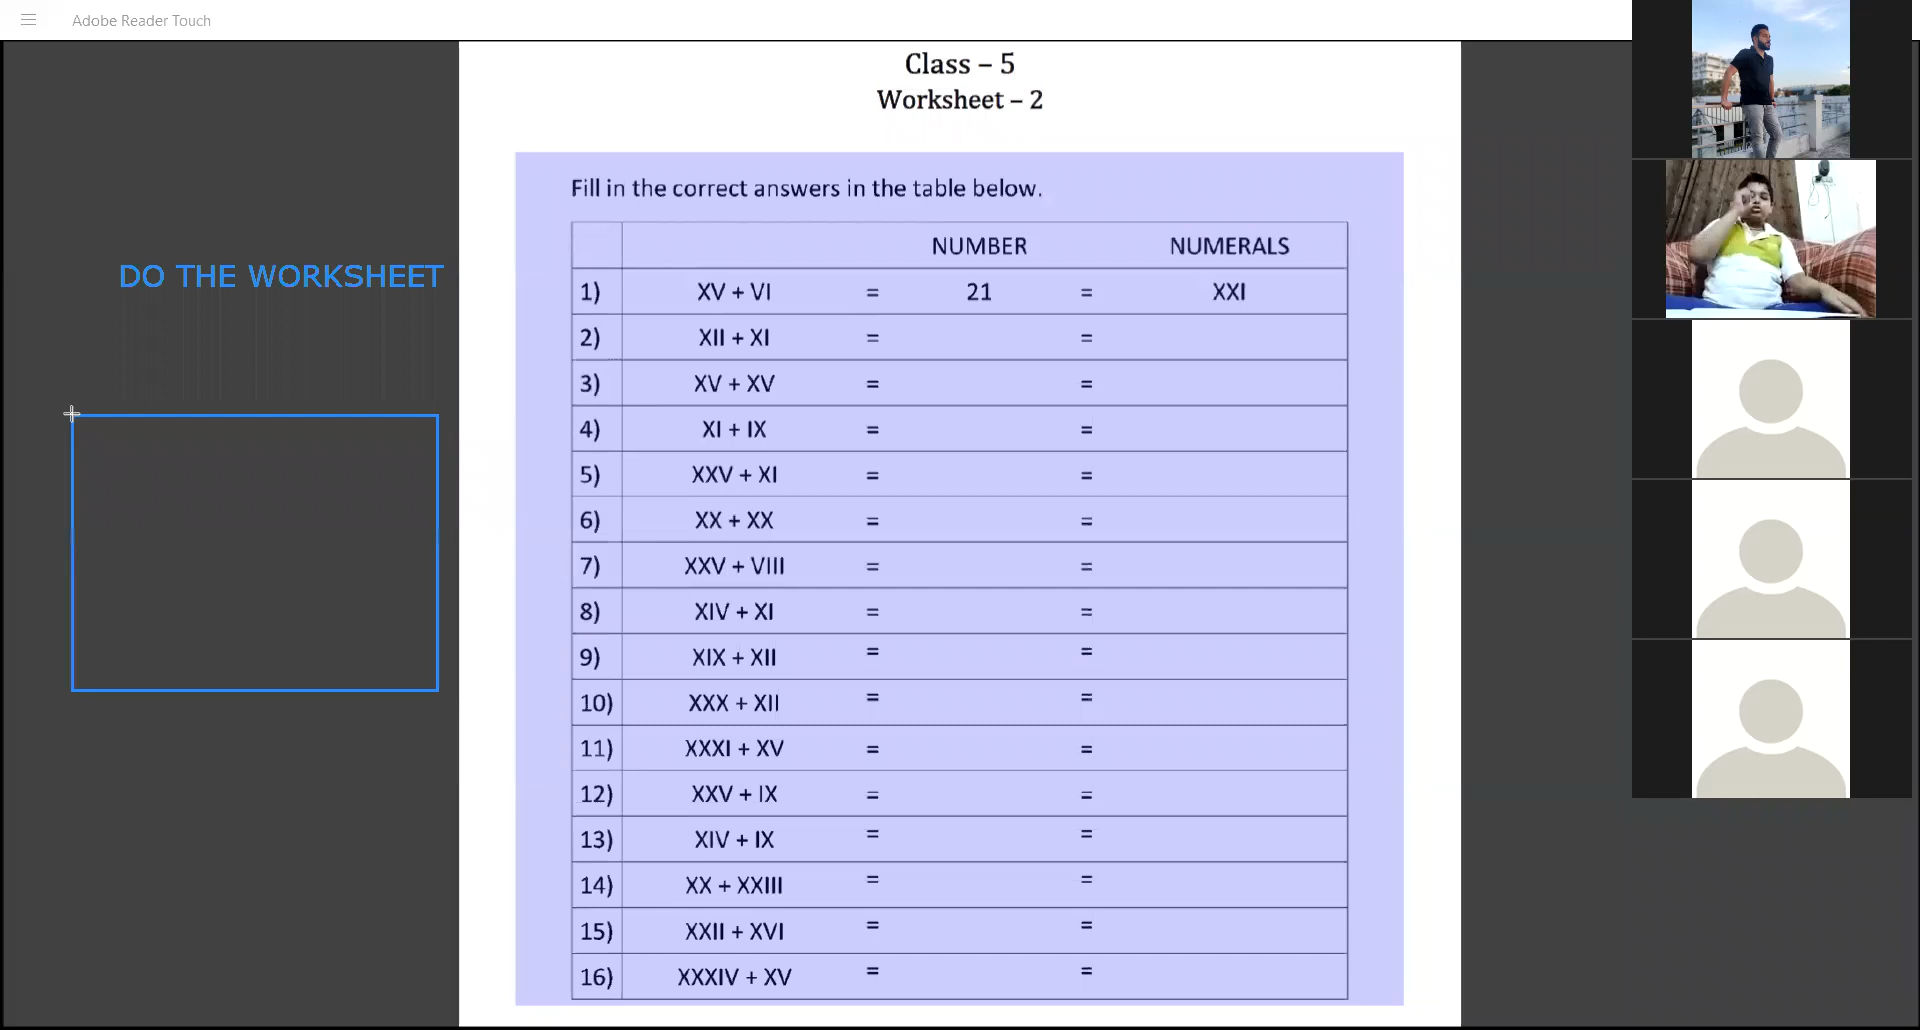 Adobe Reader Touch
Class – 5
Worksheet – 2
DO THE WORKSHEET
Fill in the correct answers in the table below.
NUMBER NUMERALS
1) XV + VI = 21 = XXI
2) XII + XI = =
3) XV + XV = =
4) XI + IX = =
5) XXV + XI = =
6) XX + XX = =
7) XXV + VIII = =
8) XIV + XI = =
9) XIX + XII = =
10) XXX + XII = =
11) XXXI + XV = =
12) XXV + IX = =
13) XIV + IX = =
14) XX + XXIII = =
15) XXII + XVI = =
16) XXXIV + XV = =